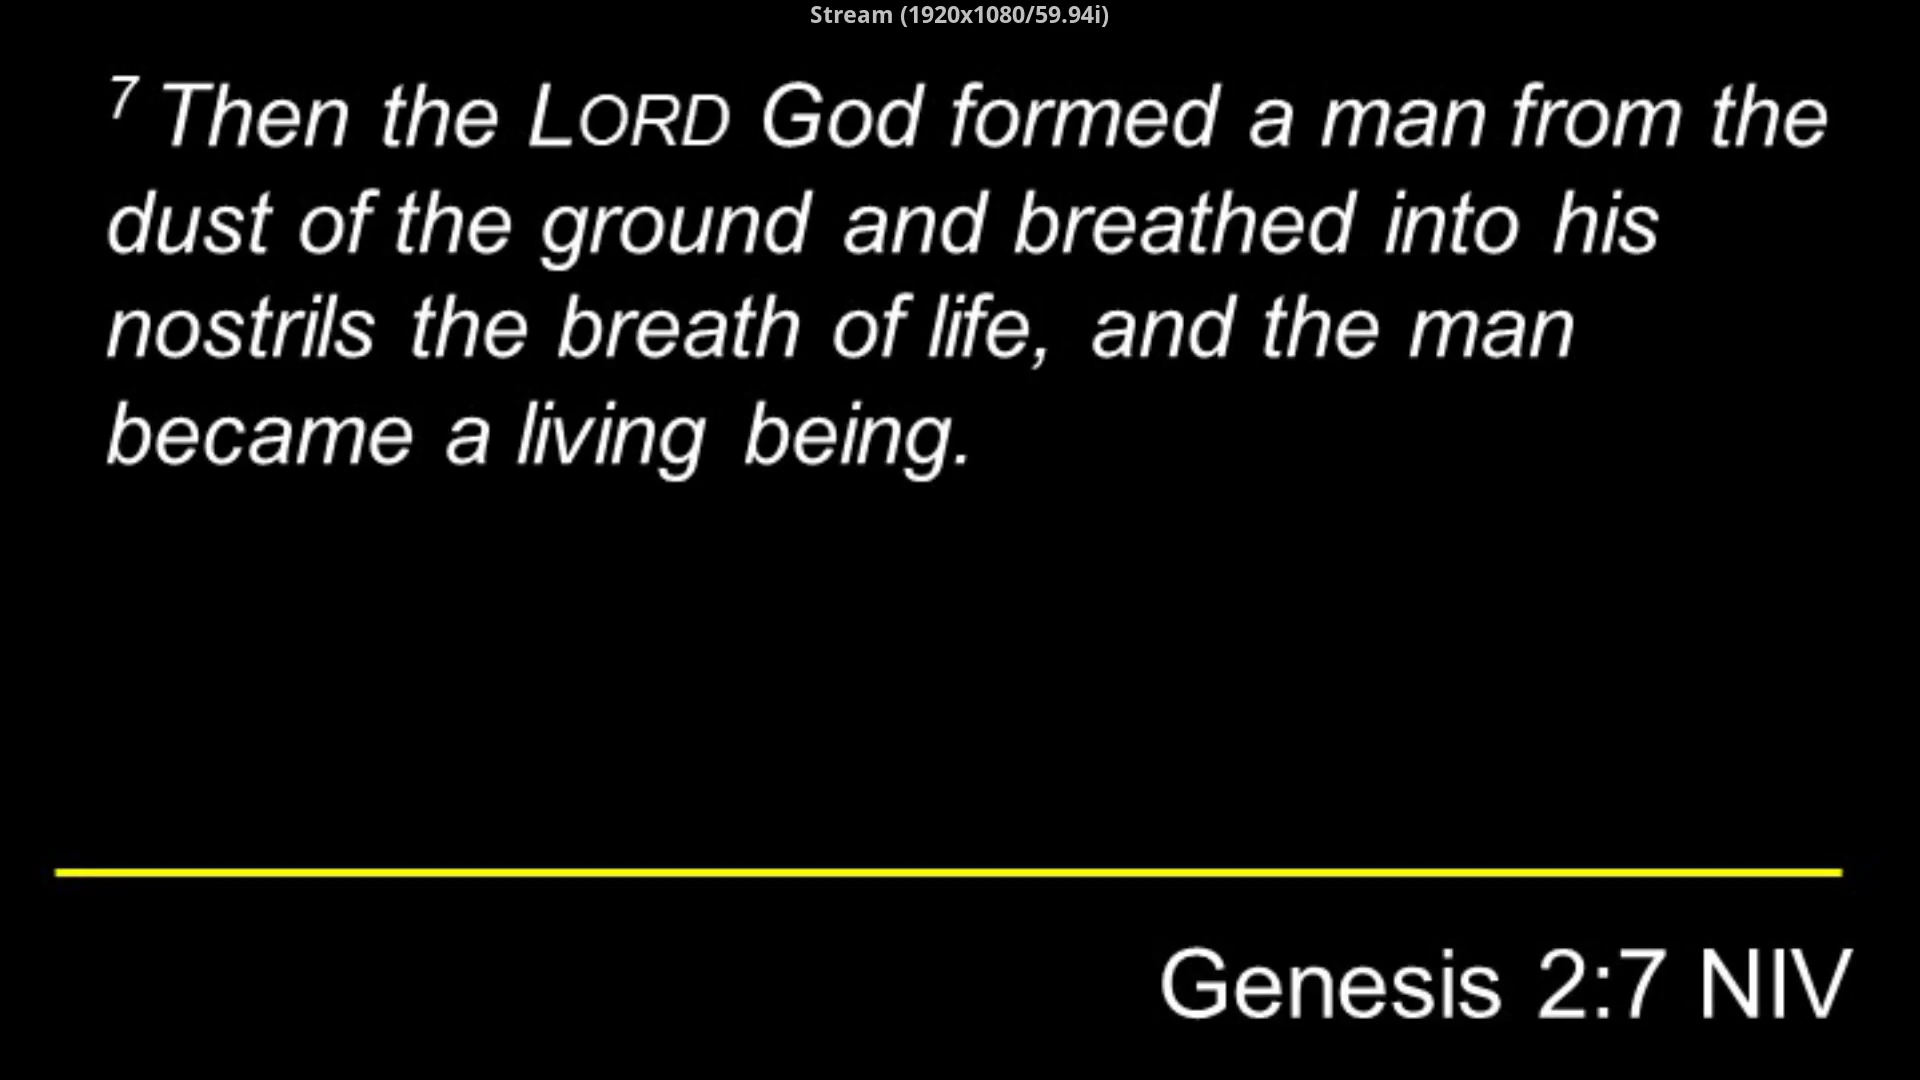 Stream (1920x1080/59.94i)
7 Then the LORD God formed a man from the
dust of the ground and breathed into his
nostrils the breath of life, and the man
became a living being.
Genesis 2:7 NIV